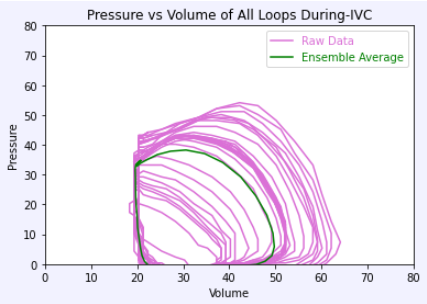 Pressure vs Volume of All Loops During-IVC
Raw Data
Ensemble Average
Pressure
80
70
60
50
40
30
20
10
0
0 10 20 30 40 50 60 70 80
Volume